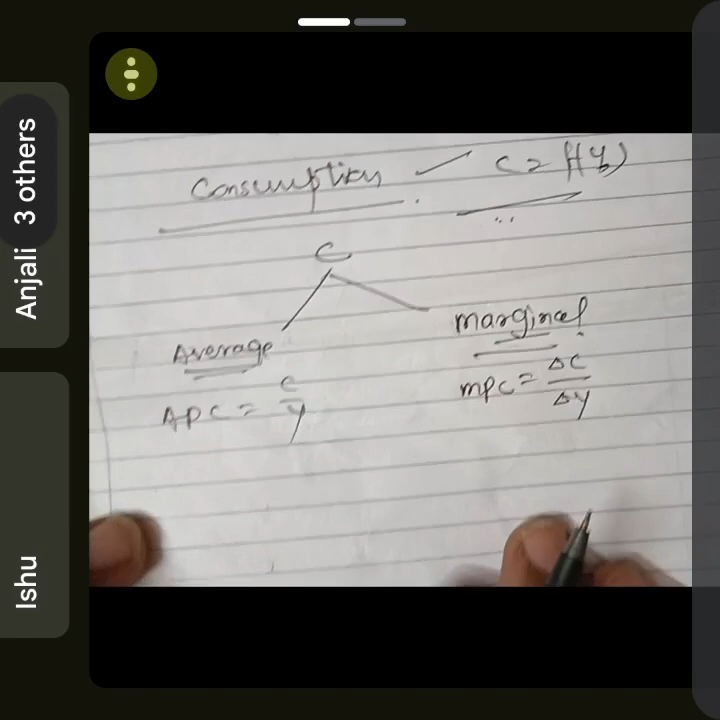 Consumption C = f(y)
C
Average
marginal
APC = C/Y
mpc = ΔC/ΔY
Anjali 3 others
Ishu